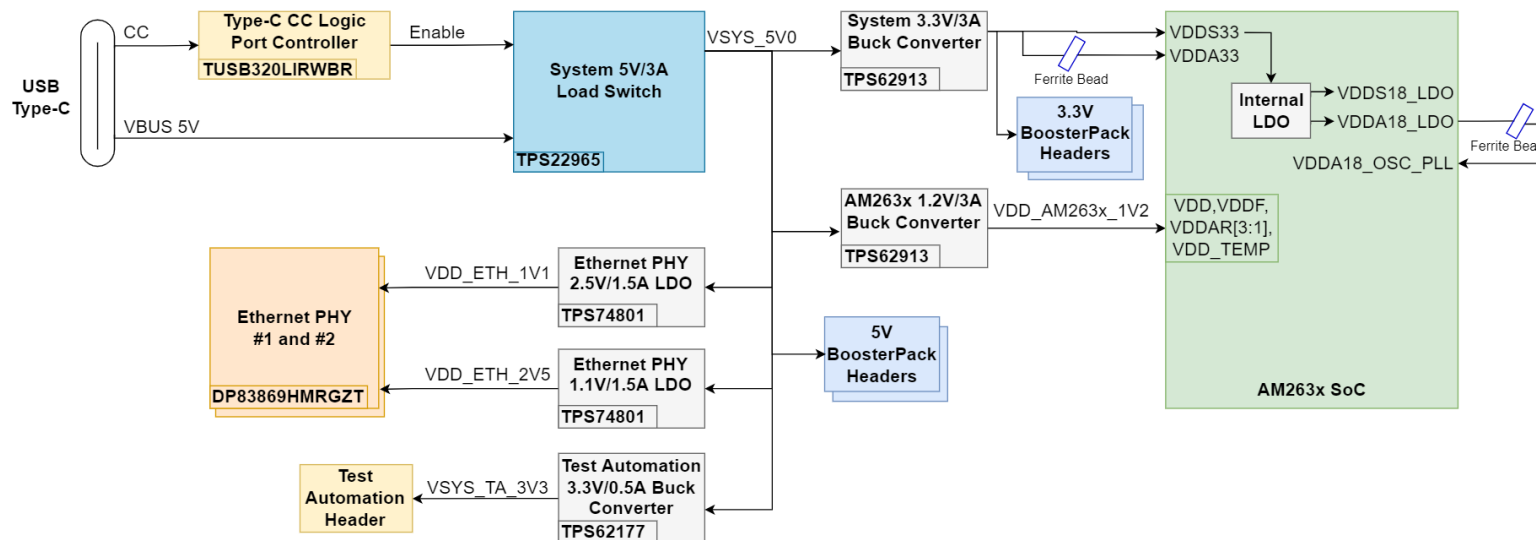 USB
Type-C
CC
VBUS 5V
Type-C CC Logic
Port Controller
TUSB320LIRWBR
Enable
System 5V/3A
Load Switch
TPS22965
VSYS_5V0
System 3.3V/3A
Buck Converter
TPS62913
Ferrite Bead
3.3V
BoosterPack
Headers
AM263x 1.2V/3A
Buck Converter
TPS62913
VDD_AM263x_1V2
VDDS33
VDDA33
Internal
LDO
VDDS18_LDO
VDDA18_LDO
VDDA18_OSC_PLL
VDD,VDDF,
VDDAR[3:1],
VDD_TEMP
AM263x SoC
Ferrite Bea
Ethernet PHY
#1 and #2
DP83869HMRGZT
VDD_ETH_1V1
Ethernet PHY
2.5V/1.5A LDO
TPS74801
VDD_ETH_2V5
Ethernet PHY
1.1V/1.5A LDO
TPS74801
5V
BoosterPack
Headers
Test
Automation
Header
VSYS_TA_3V3
Test Automation
3.3V/0.5A Buck
Converter
TPS62177